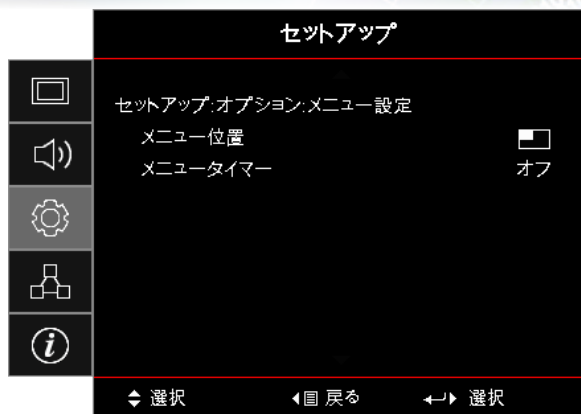 セットアップ
セットアップ:オプション:メニュー設定
メニュー位置
メニュータイマー オフ
選択 戻る 選択